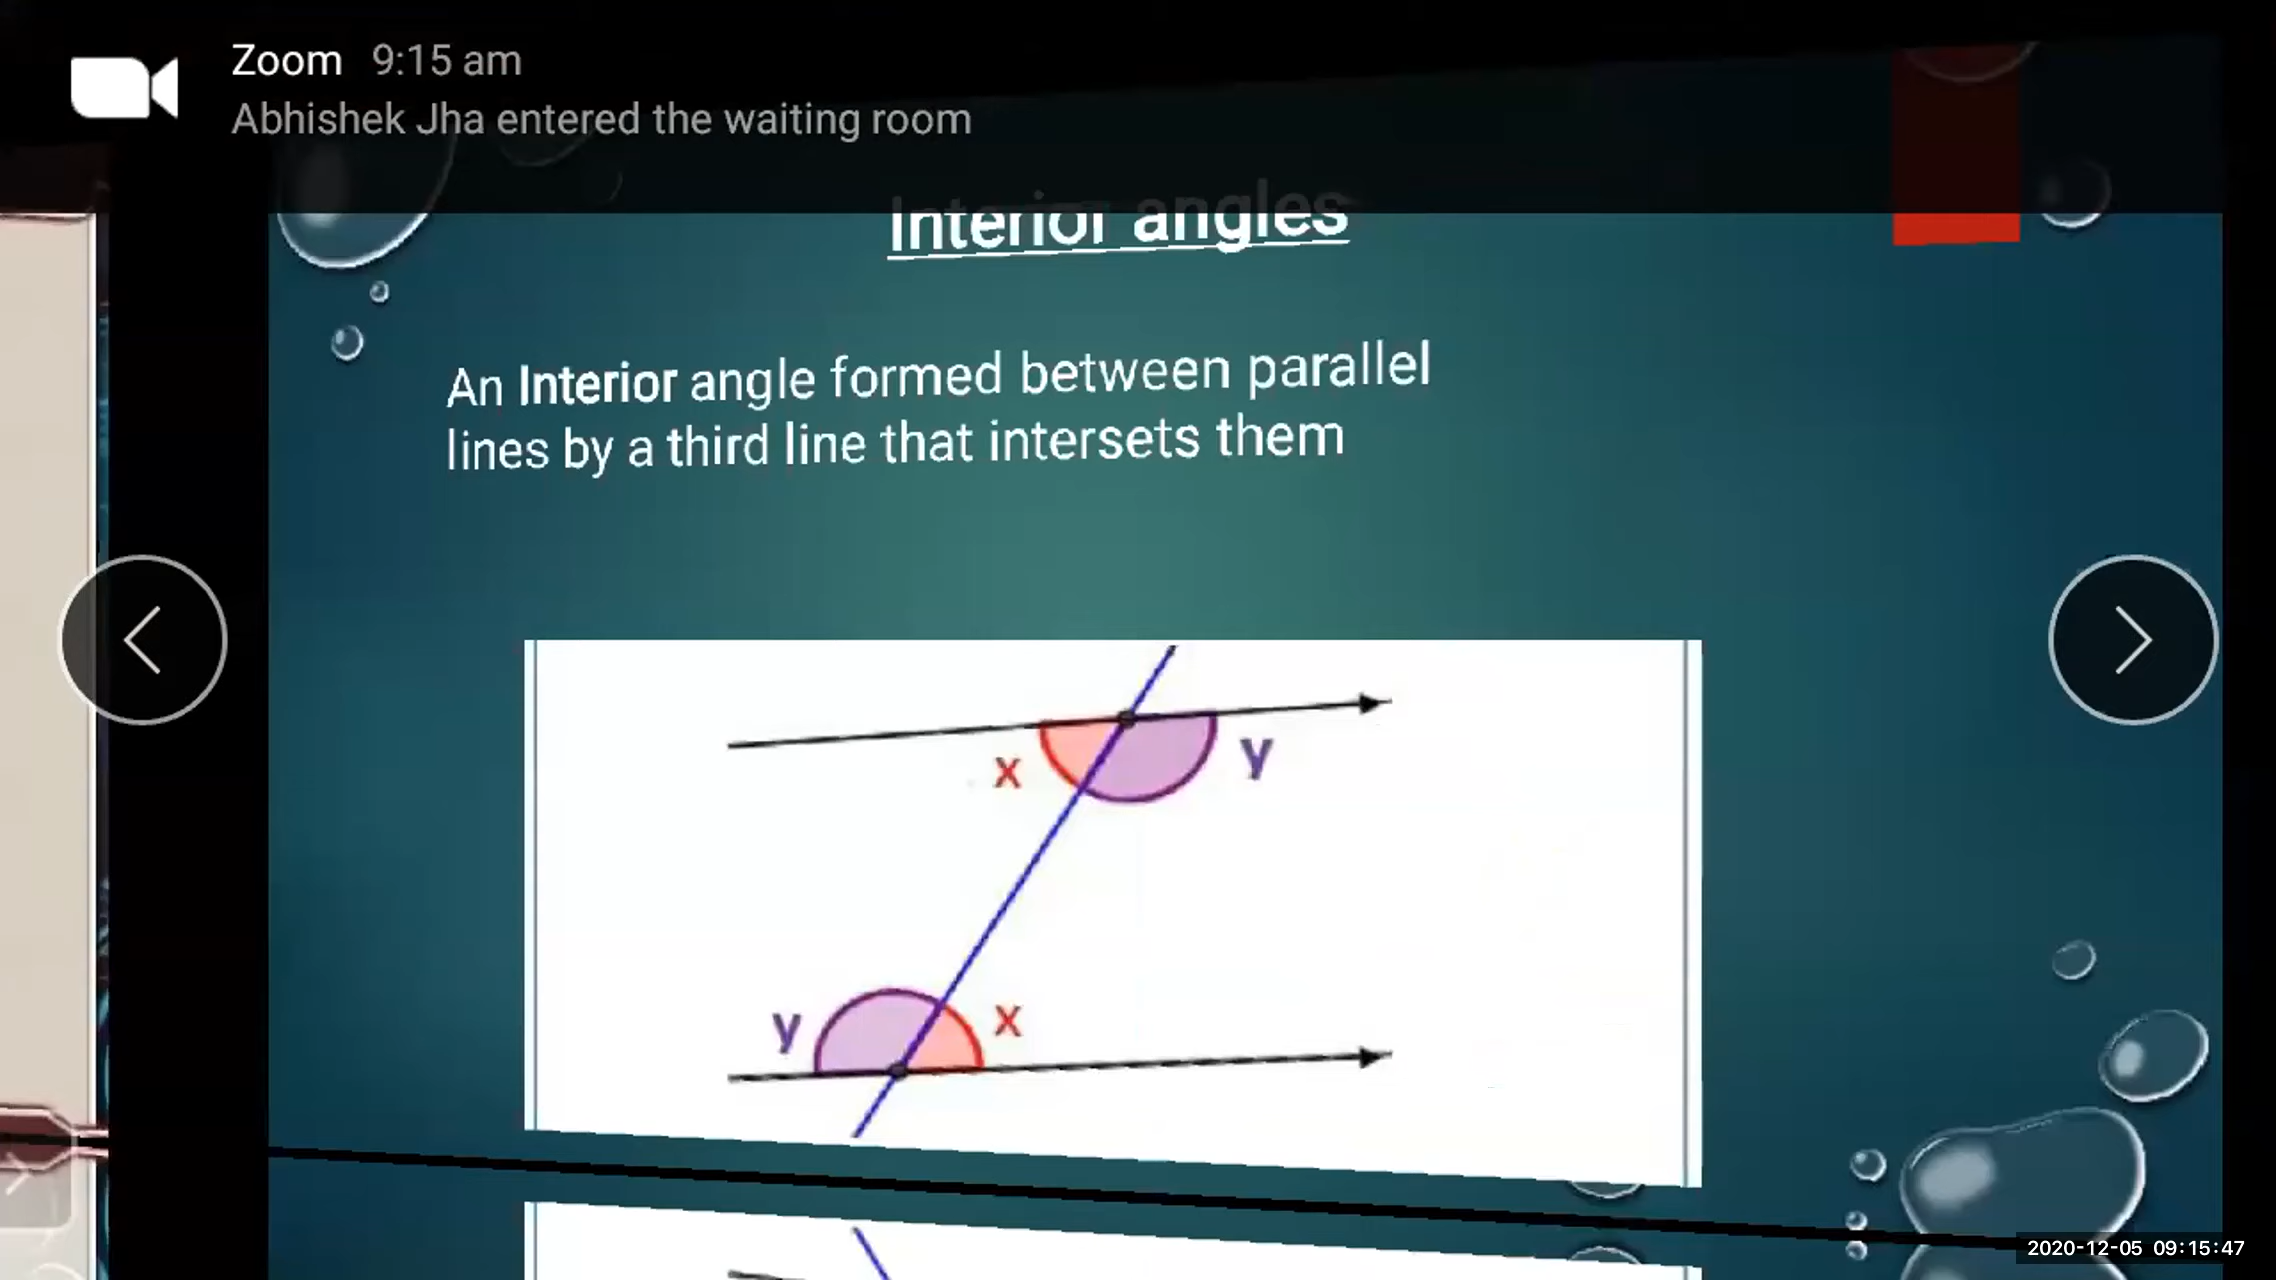 Zoom 9:15 am
Abhishek Jha entered the waiting room
Interior angles
An Interior angle formed between parallel
lines by a third line that intersets them
x y
y x
2020-12-05 09:15:47